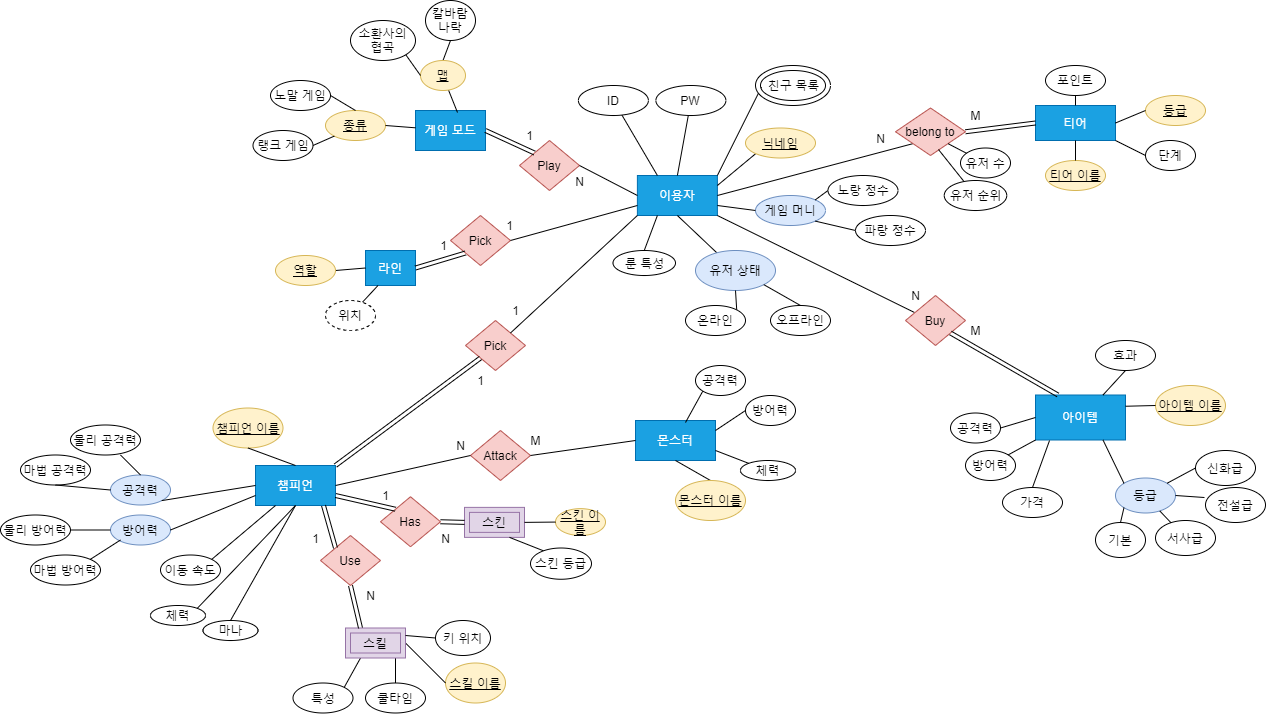 칼바람
나락
소환사의
협곡
맵
노말 게임
종류
랭크 게임
게임 모드
1
Play
N
ID
PW
친구 목록
닉네임
이용자
게임 머니
노랑 정수
파랑 정수
룬 특성
유저 상태
온라인
오프라인
포인트
티어
등급
단계
티어 이름
M
belong to
N
유저 수
유저 순위
1
Pick
1
라인
역할
위치
1
Pick
1
N
Buy
M
효과
아이템 이름
아이템
공격력
방어력
가격
등급
신화급
전설급
서사급
기본
공격력
방어력
몬스터
체력
몬스터 이름
N
Attack
M
챔피언 이름
챔피언
물리 공격력
마법 공격력
공격력
물리 방어력
방어력
마법 방어력
이동 속도
체력
마나
1
Has
N
스킨
스킨 이
름
스킨 등급
1
Use
N
스킬
키 위치
스킬 이름
특성
쿨타임